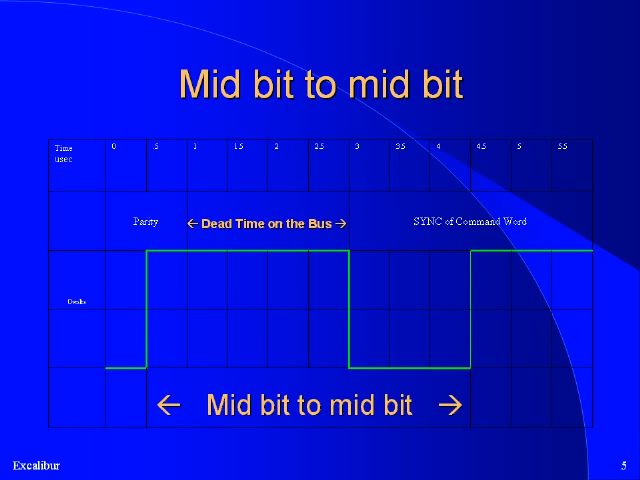 Mid bit to mid bit
Time 0 .5 1 1.5 2 2.5 3 3.5 4 4.5 5 5.5
usec
Parity ← Dead Time on the Bus → SYNC of Command Word
0 volts
← Mid bit to mid bit →
Excalibur 5